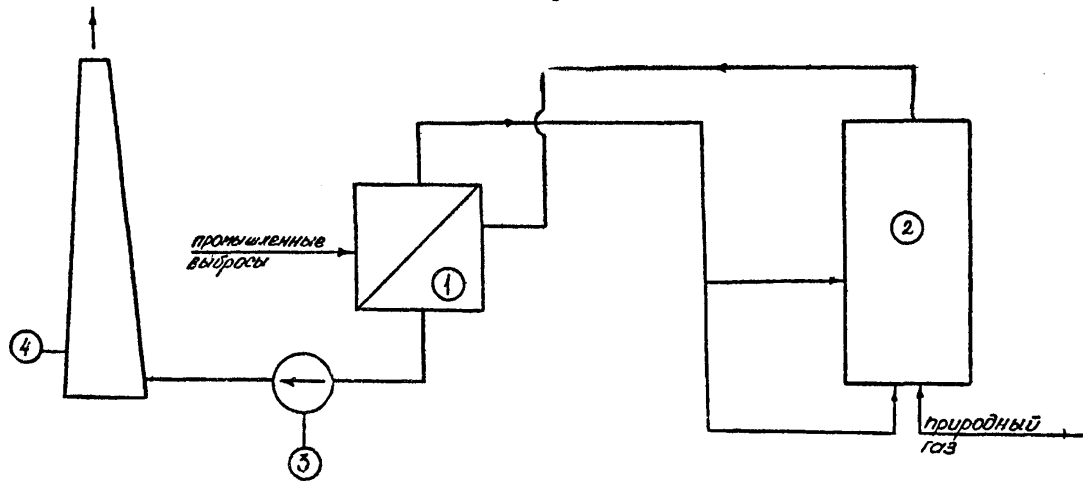 промышленные
выбросы
1
2
3
4
природный
газ